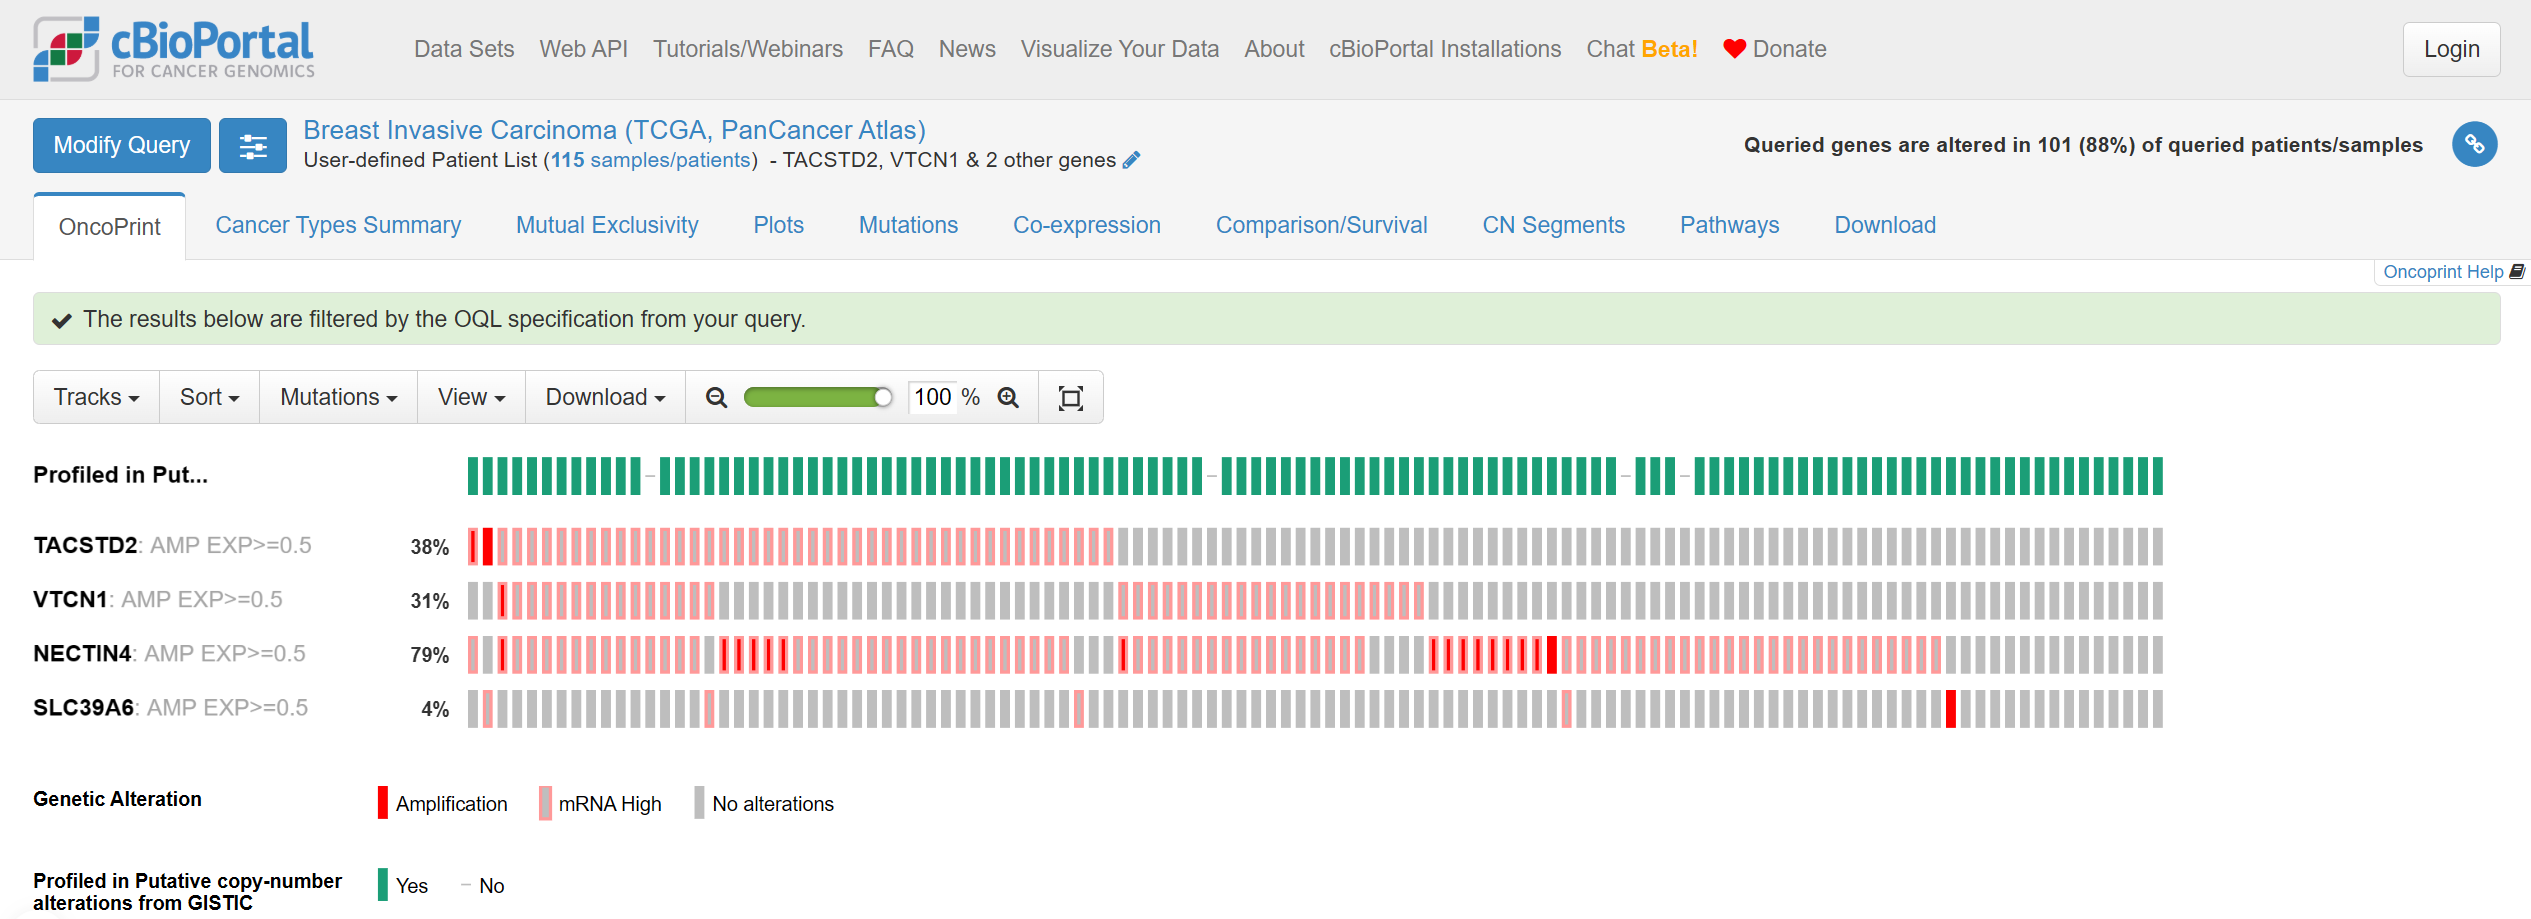 cBioPortal
FOR CANCER GENOMICS
Data Sets Web API Tutorials/Webinars FAQ News Visualize Your Data About cBioPortal Installations Chat Beta! Donate
Login
Modify Query
Breast Invasive Carcinoma (TCGA, PanCancer Atlas)
User-defined Patient List (115 samples/patients) - TACSTD2, VTCN1 & 2 other genes
Queried genes are altered in 101 (88%) of queried patients/samples
OncoPrint Cancer Types Summary Mutual Exclusivity Plots Mutations Co-expression Comparison/Survival CN Segments Pathways Download
Oncoprint Help
The results below are filtered by the OQL specification from your query.
Tracks Sort Mutations View Download 100 %
Profiled in Put...
TACSTD2: AMP EXP>=0.5 38%
VTCN1: AMP EXP>=0.5 31%
NECTIN4: AMP EXP>=0.5 79%
SLC39A6: AMP EXP>=0.5 4%
Genetic Alteration Amplification mRNA High No alterations
Profiled in Putative copy-number
alterations from GISTIC
Yes No